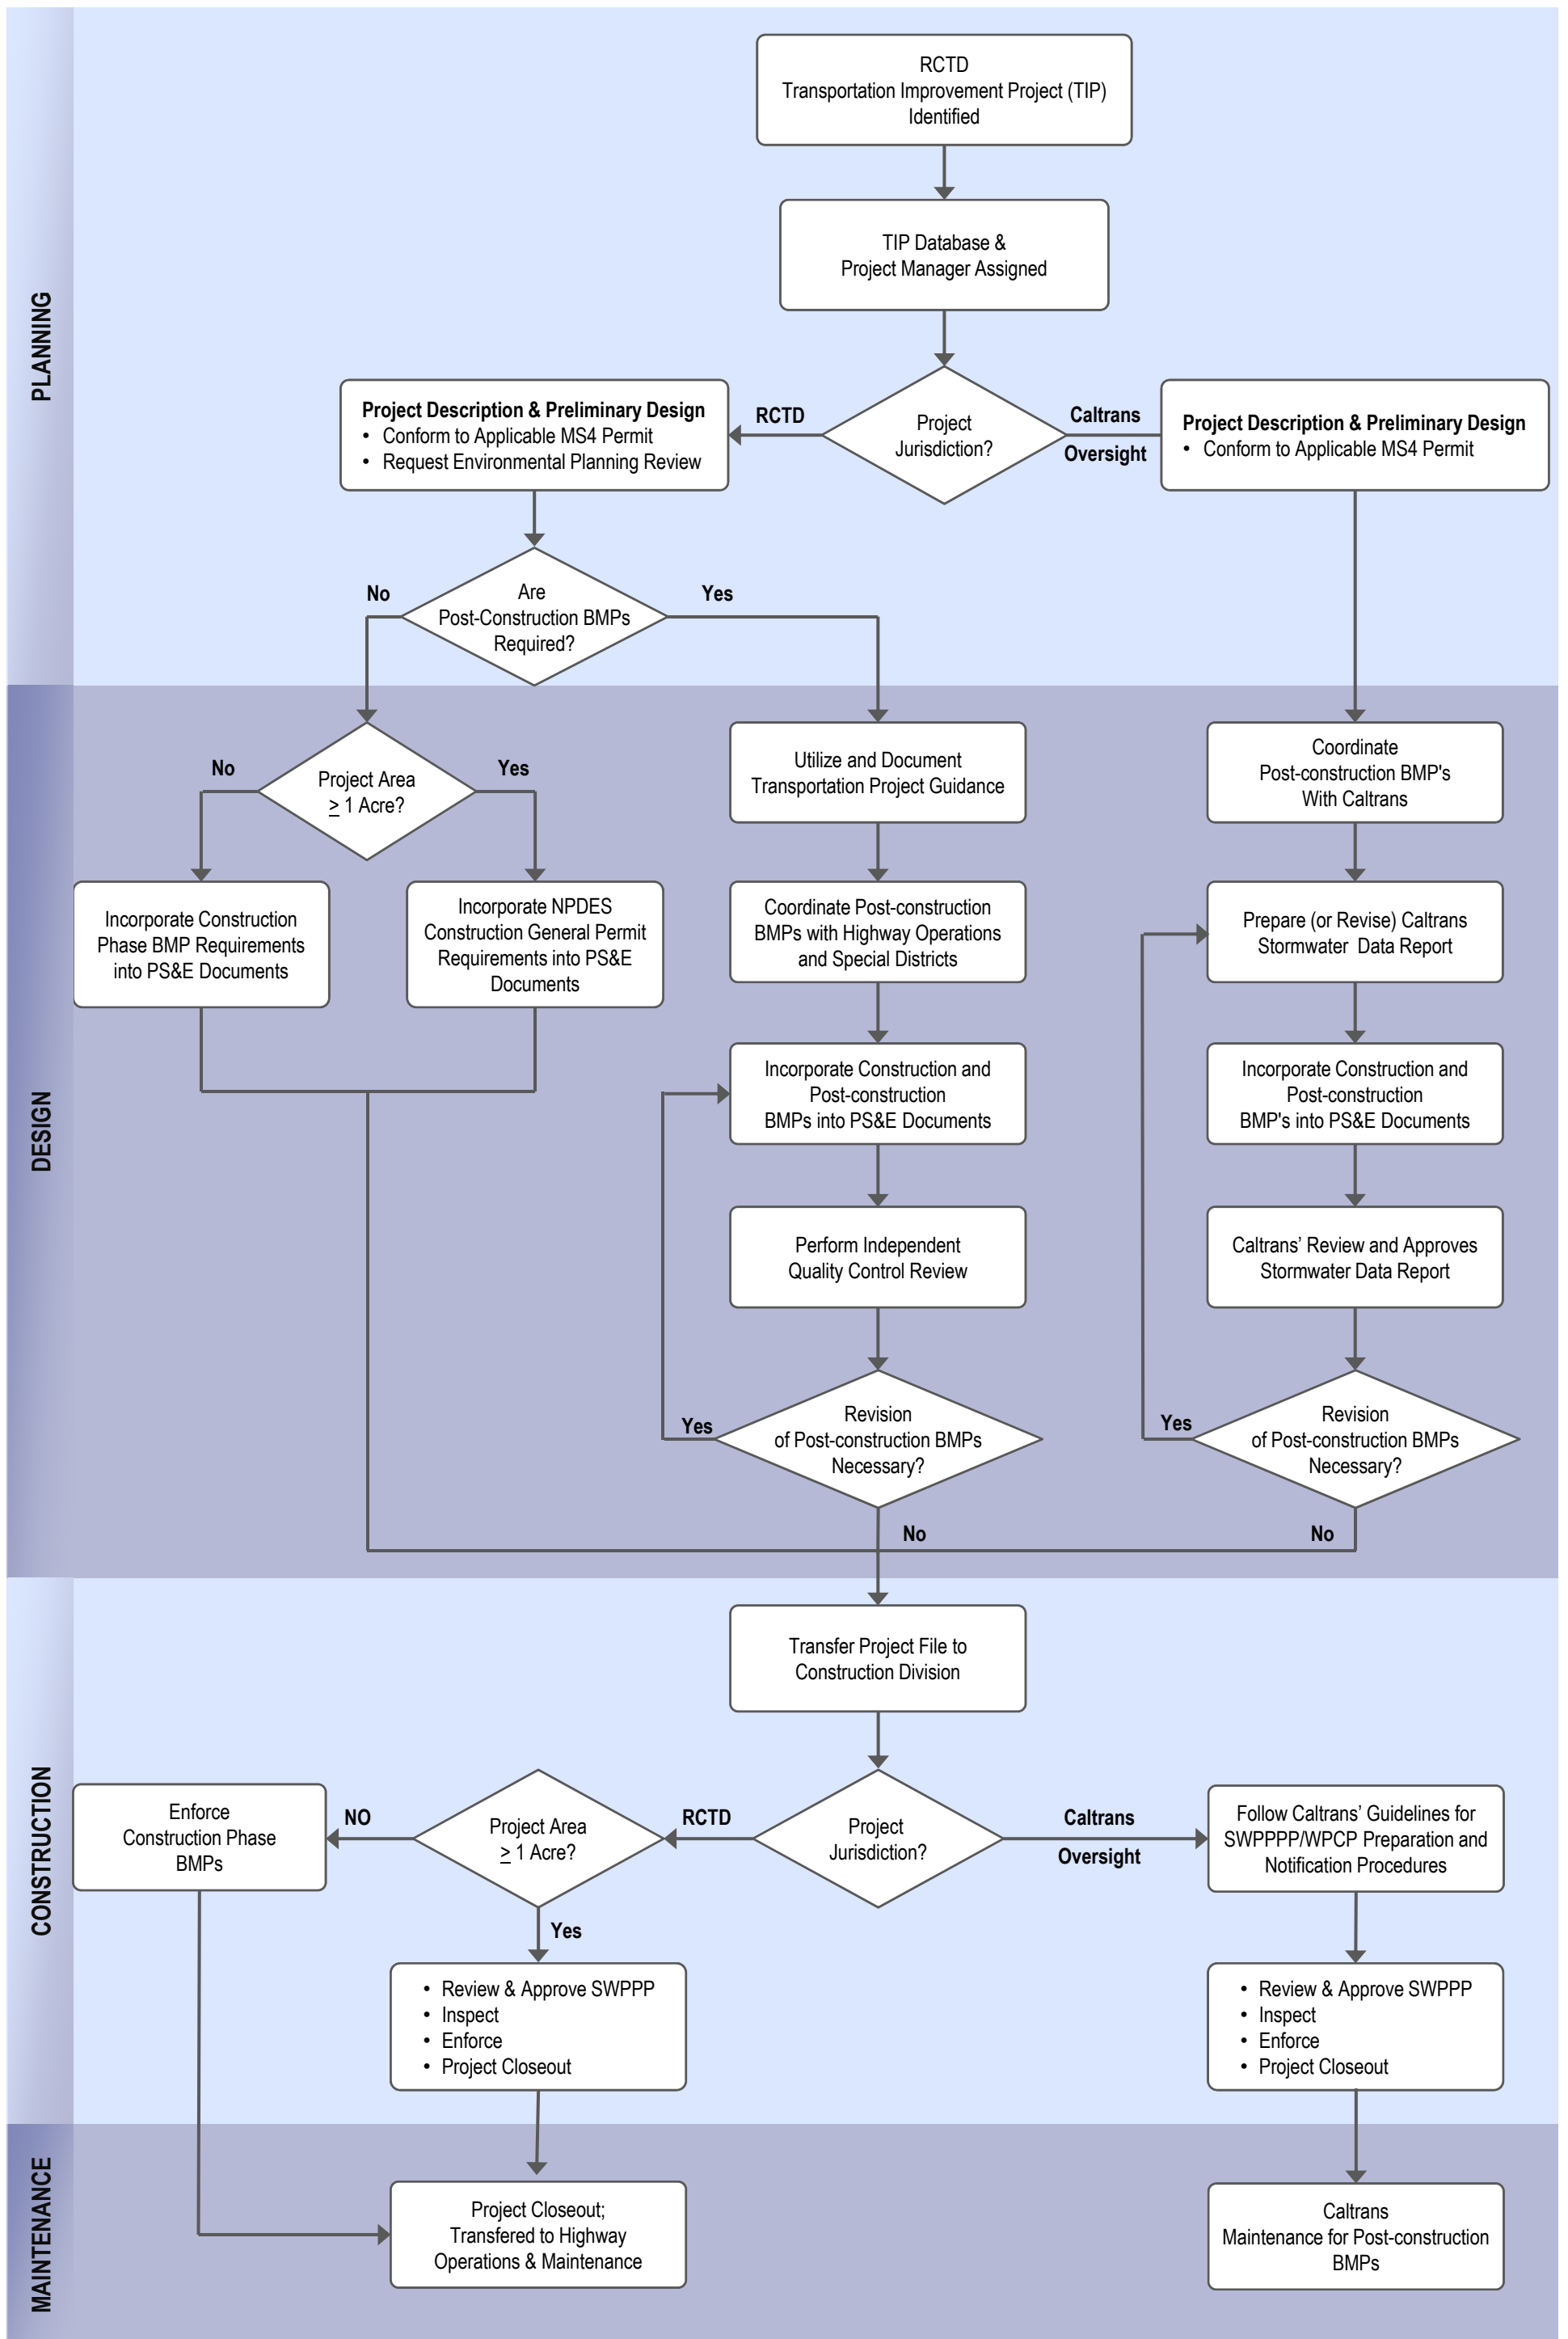 PLANNING
RCTD
Transportation Improvement Project (TIP)
Identified
TIP Database &
Project Manager Assigned
Project
Jurisdiction?
RCTD
Caltrans
Oversight
Project Description & Preliminary Design
• Conform to Applicable MS4 Permit
• Request Environmental Planning Review
Project Description & Preliminary Design
• Conform to Applicable MS4 Permit
Are
Post-Construction BMPs
Required?
No
Yes
DESIGN
Project Area
≥ 1 Acre?
No
Yes
Incorporate Construction
Phase BMP Requirements
into PS&E Documents
Incorporate NPDES
Construction General Permit
Requirements into PS&E
Documents
Utilize and Document
Transportation Project Guidance
Coordinate Post-construction
BMPs with Highway Operations
and Special Districts
Incorporate Construction and
Post-construction
BMPs into PS&E Documents
Perform Independent
Quality Control Review
Revision
of Post-construction BMPs
Necessary?
Yes
No
Coordinate
Post-construction BMP's
With Caltrans
Prepare (or Revise) Caltrans
Stormwater Data Report
Incorporate Construction and
Post-construction
BMP's into PS&E Documents
Caltrans’ Review and Approves
Stormwater Data Report
Revision
of Post-construction BMPs
Necessary?
Yes
No
CONSTRUCTION
Transfer Project File to
Construction Division
Project
Jurisdiction?
RCTD
Caltrans
Oversight
Project Area
≥ 1 Acre?
NO
Yes
Enforce
Construction Phase
BMPs
• Review & Approve SWPPP
• Inspect
• Enforce
• Project Closeout
Follow Caltrans’ Guidelines for
SWPPPP/WPCP Preparation and
Notification Procedures
• Review & Approve SWPPP
• Inspect
• Enforce
• Project Closeout
MAINTENANCE
Project Closeout;
Transfered to Highway
Operations & Maintenance
Caltrans
Maintenance for Post-construction
BMPs